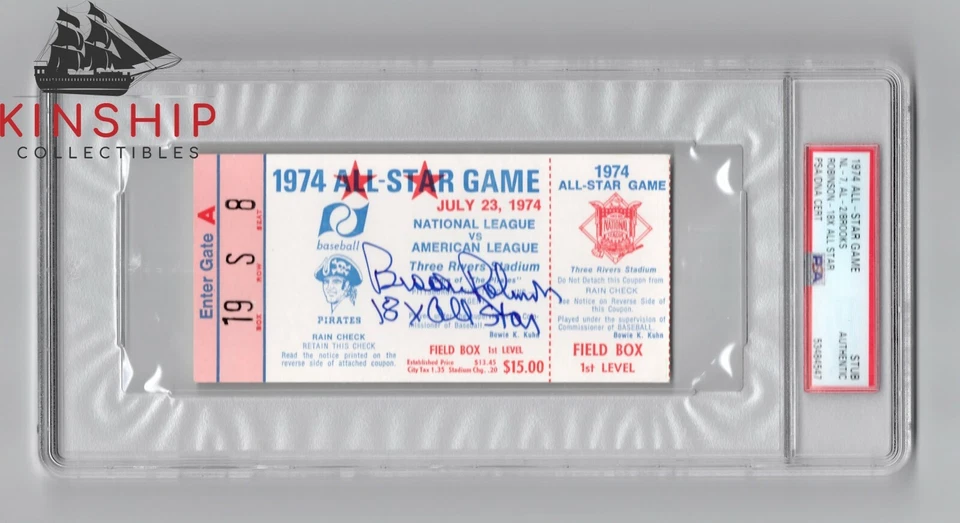 KINSHIP
COLLECTIBLES
Enter Gate A
19 S 8
BOX ROW SEAT
1974 ALL-STAR GAME
JULY 23, 1974
baseball
NATIONAL LEAGUE
VS
AMERICAN LEAGUE
Three Rivers Stadium
PIRATES
Brooks Robinson
18x All Star
Bowie K. Kuhn
RAIN CHECK
RETAIN THIS CHECK
Read the notice printed on the
reverse side of attached coupon.
FIELD BOX 1st LEVEL
Established Price $13.45
City Tax 1.35 Stadium Chg. .20 $15.00
1974
ALL-STAR GAME
NATIONAL
Three Rivers Stadium
Do Not Detach this Coupon from
RAIN CHECK
See Notice on Reverse Side of
this Coupon.
Played under the supervision of
Commissioner of BASEBALL.
Bowie K. Kuhn
FIELD BOX
1st LEVEL
1974 ALL - STAR GAME
NL - 7 / AL - 2/BROOKS
ROBINSON - 18X ALL STAR
PSA/DNA CERT
PSA
STUB
AUTHENTIC
53984547